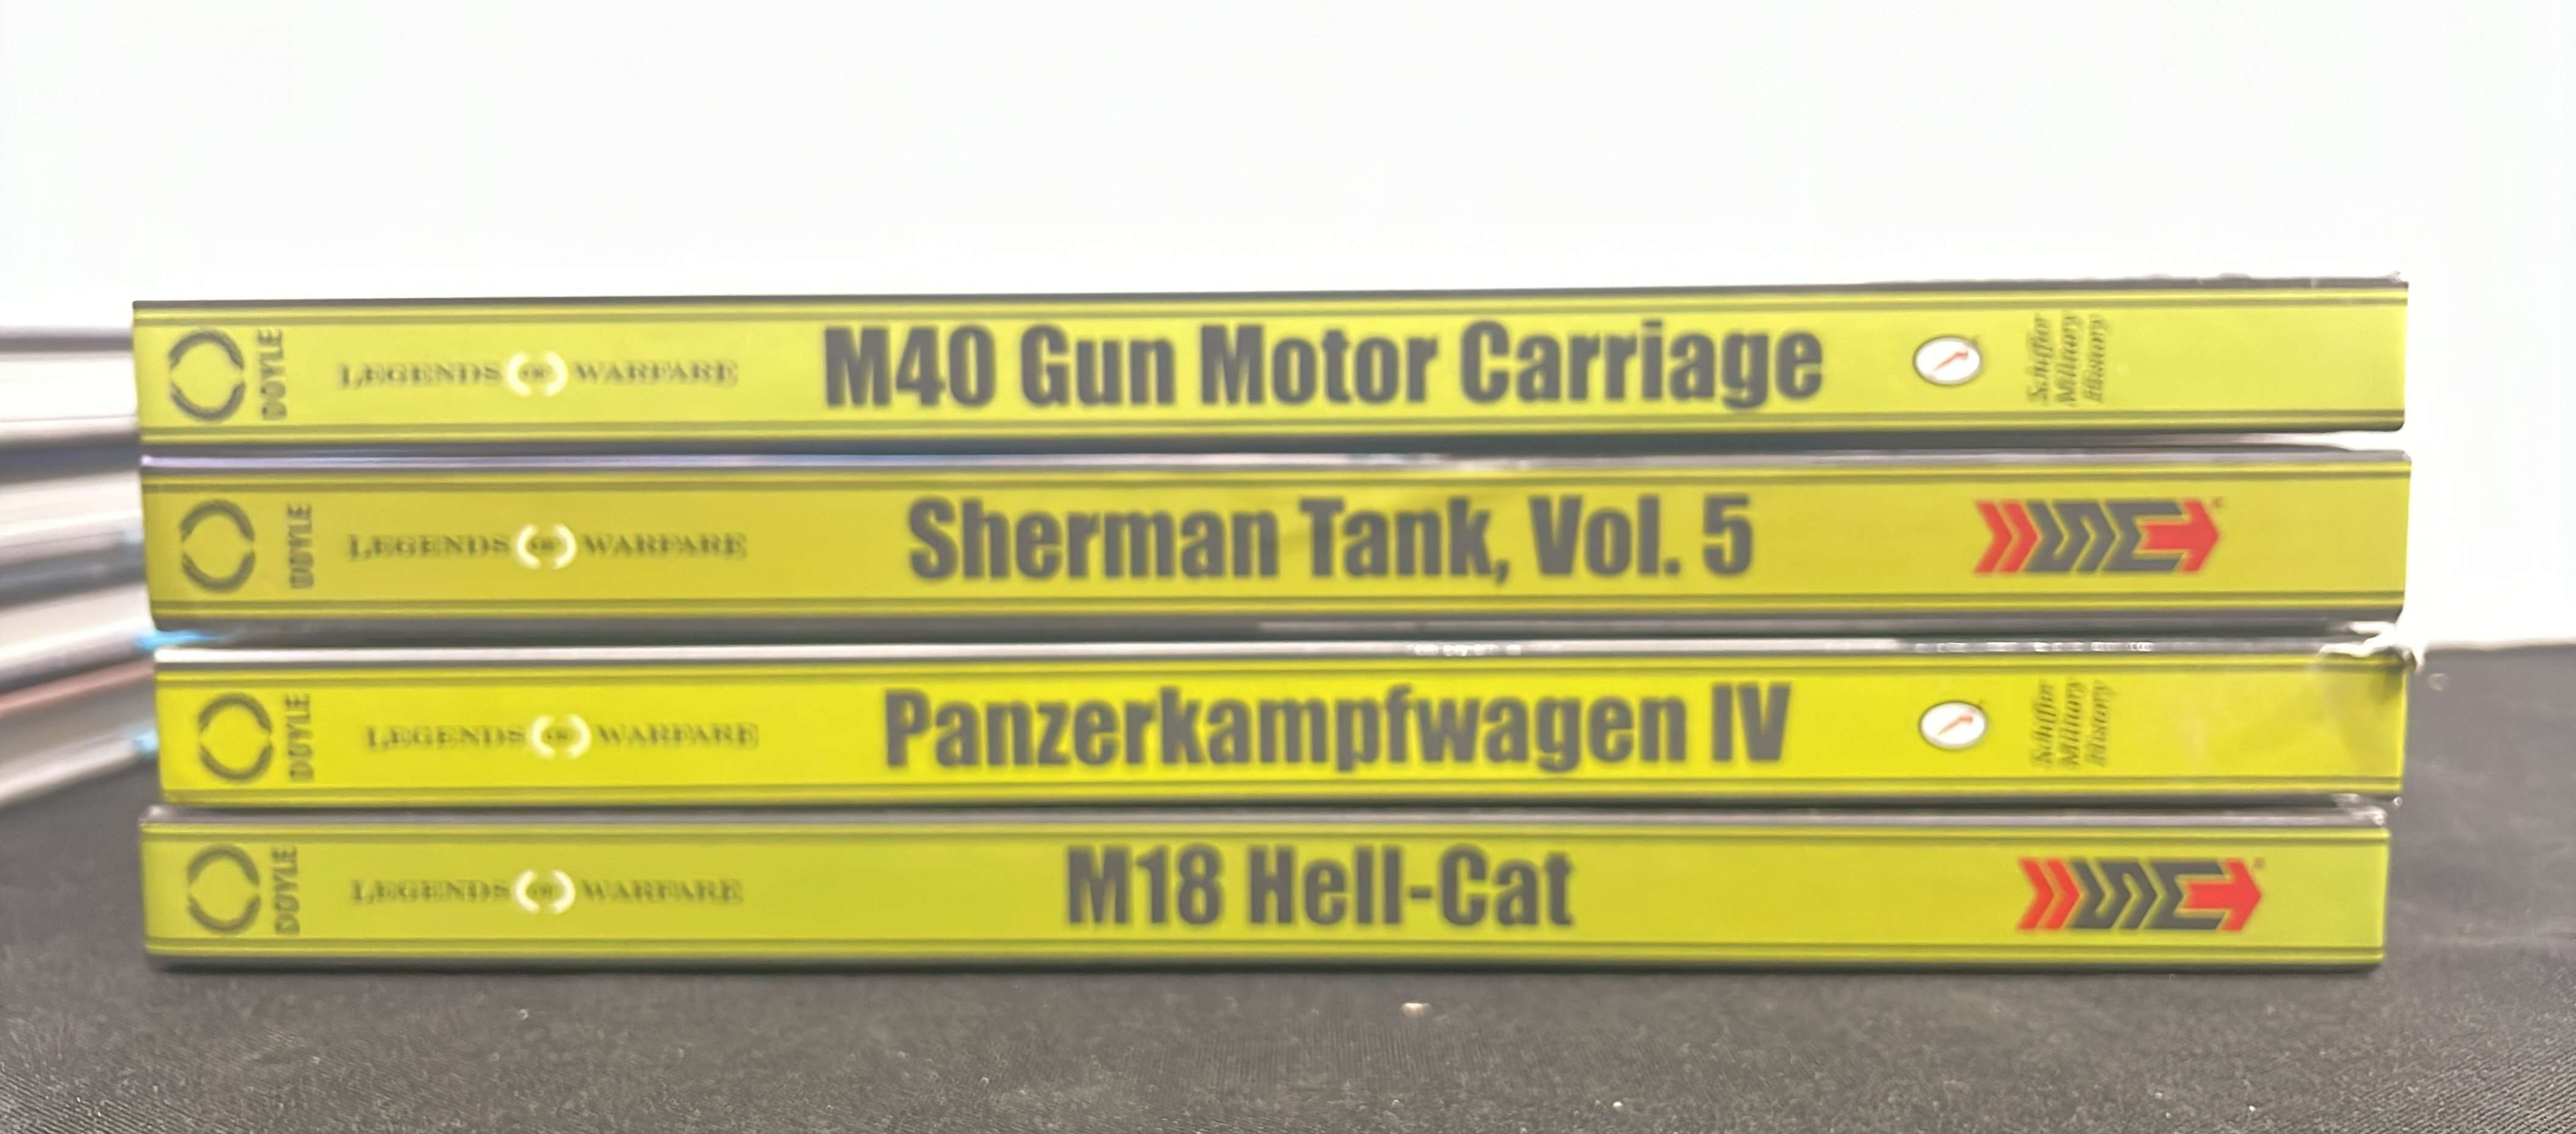 DOYLE LEGENDS OF WARFARE M40 Gun Motor Carriage Schiffer Military History
DOYLE LEGENDS OF WARFARE Sherman Tank, Vol. 5
DOYLE LEGENDS OF WARFARE Panzerkampfwagen IV Schiffer Military History
DOYLE LEGENDS OF WARFARE M18 Hell-Cat